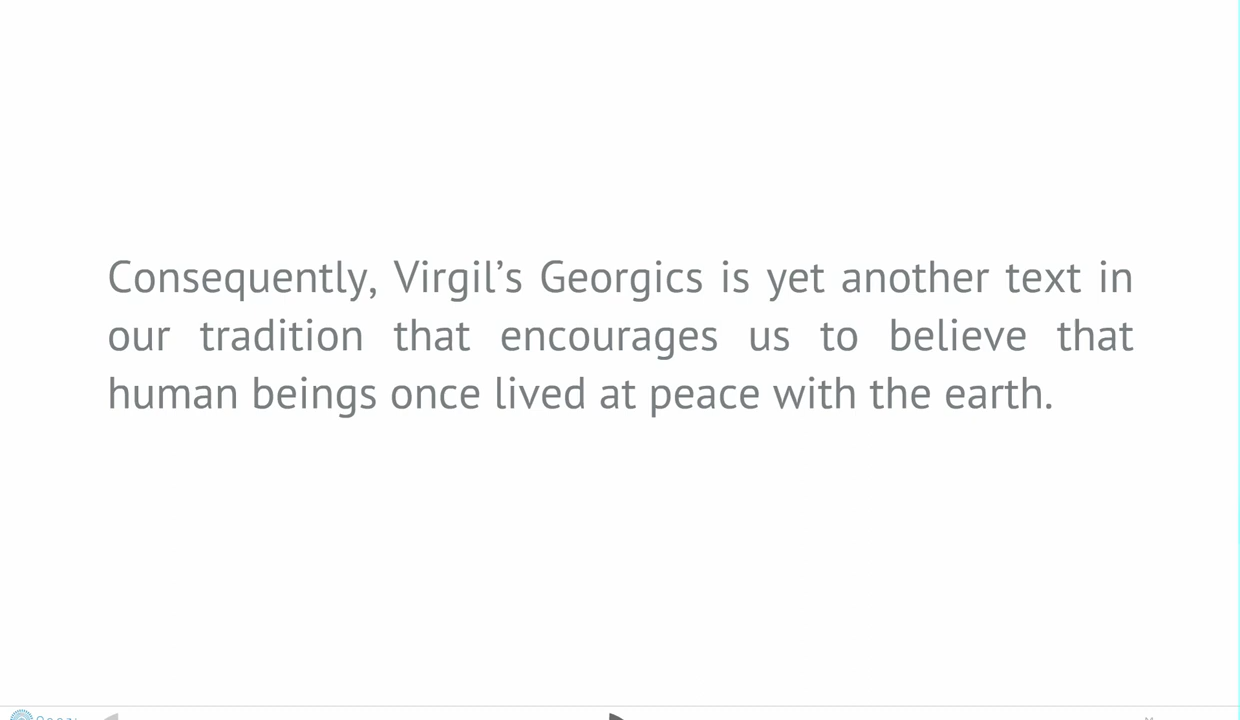 Consequently, Virgil’s Georgics is yet another text in
our tradition that encourages us to believe that
human beings once lived at peace with the earth.